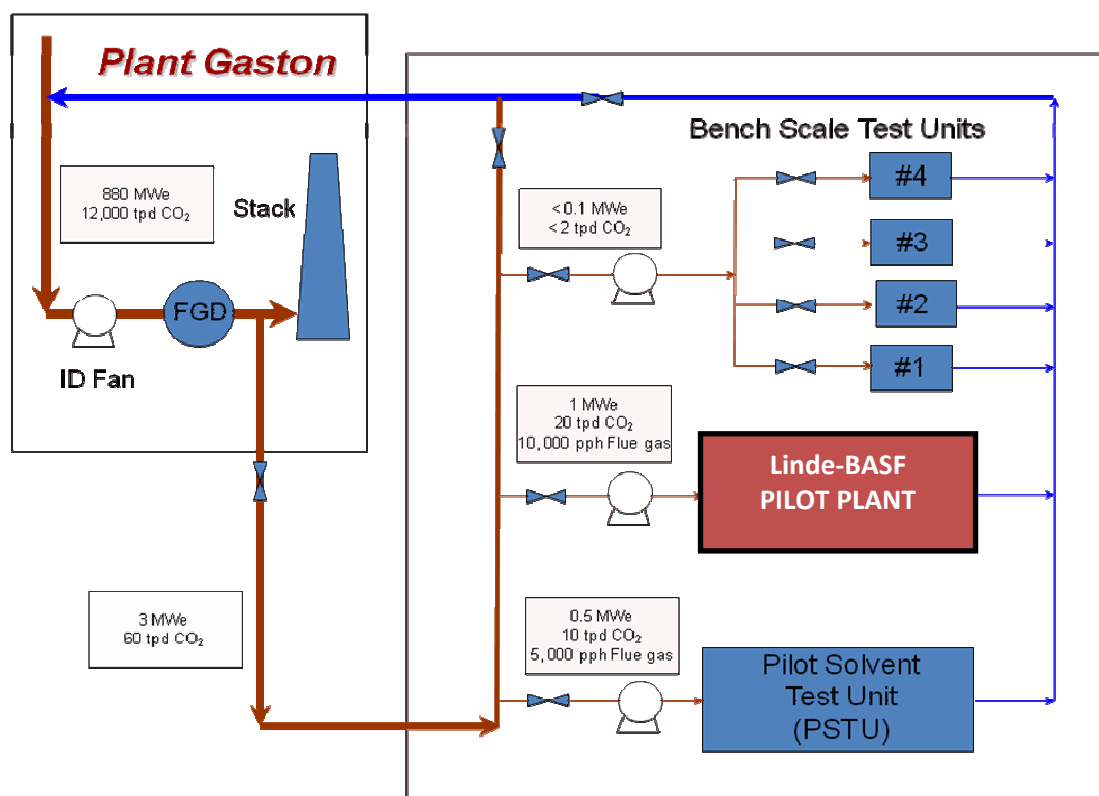 Plant Gaston
880 MWe
12,000 tpd CO₂
Stack
FGD
ID Fan
3 MWe
60 tpd CO₂
Bench Scale Test Units
<0.1 MWe
<2 tpd CO₂
#4
#3
#2
#1
1 MWe
20 tpd CO₂
10,000 pph Flue gas
Linde-BASF
PILOT PLANT
0.5 MWe
10 tpd CO₂
5,000 pph Flue gas
Pilot Solvent
Test Unit
(PSTU)